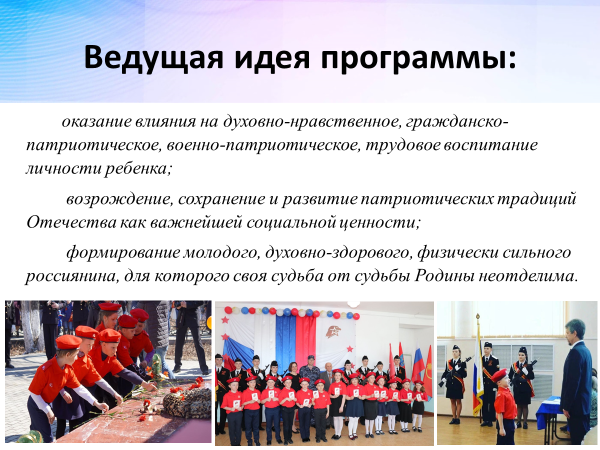 Ведущая идея программы:
оказание влияния на духовно-нравственное, гражданско-
патриотическое, военно-патриотическое, трудовое воспитание
личности ребенка;
возрождение, сохранение и развитие патриотических традиций
Отечества как важнейшей социальной ценности;
формирование молодого, духовно-здорового, физически сильного
россиянина, для которого своя судьба от судьбы Родины неотделима.